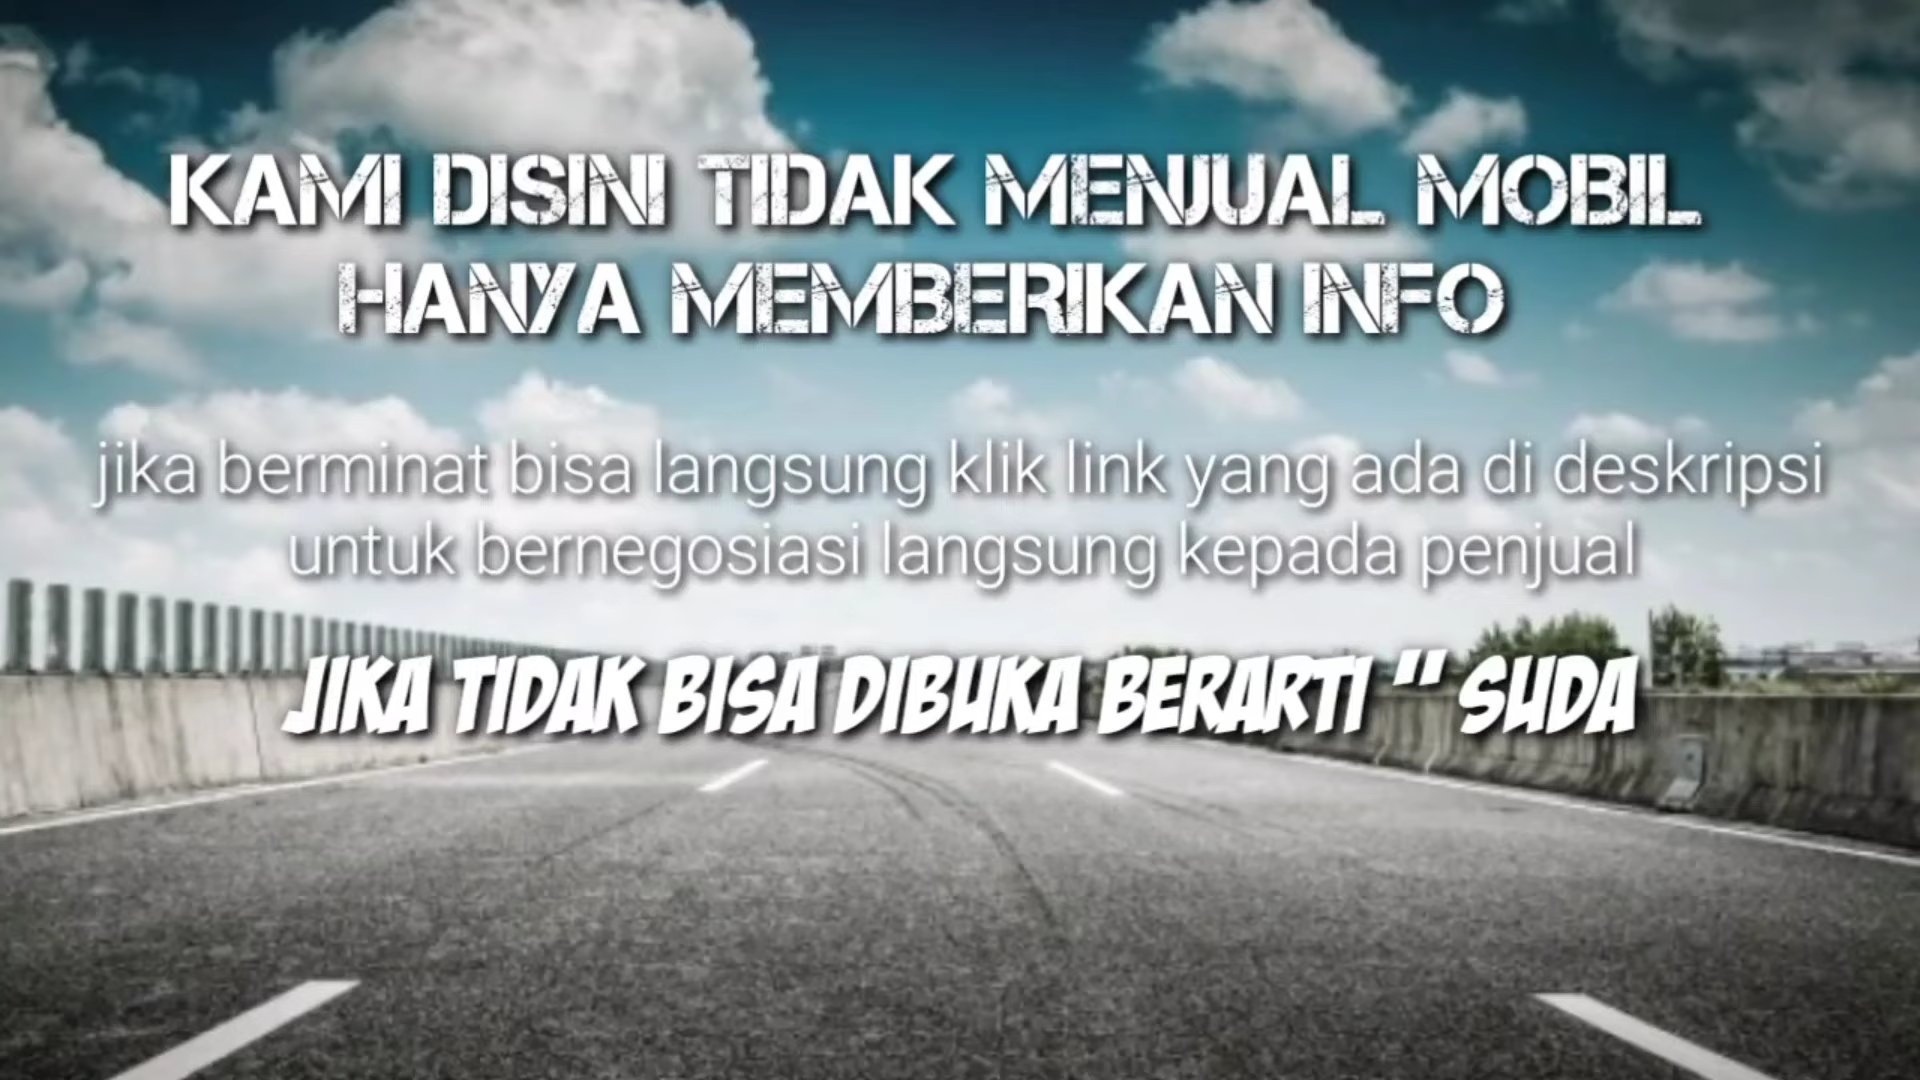 KAMI DISINI TIDAK MENJUAL MOBIL
HANYA MEMBERIKAN INFO
jika berminat bisa langsung klik link yang ada di deskripsi
untuk bernegosiasi langsung kepada penjual
JIKA TIDAK BISA DIBUKA BERARTI " SUDA